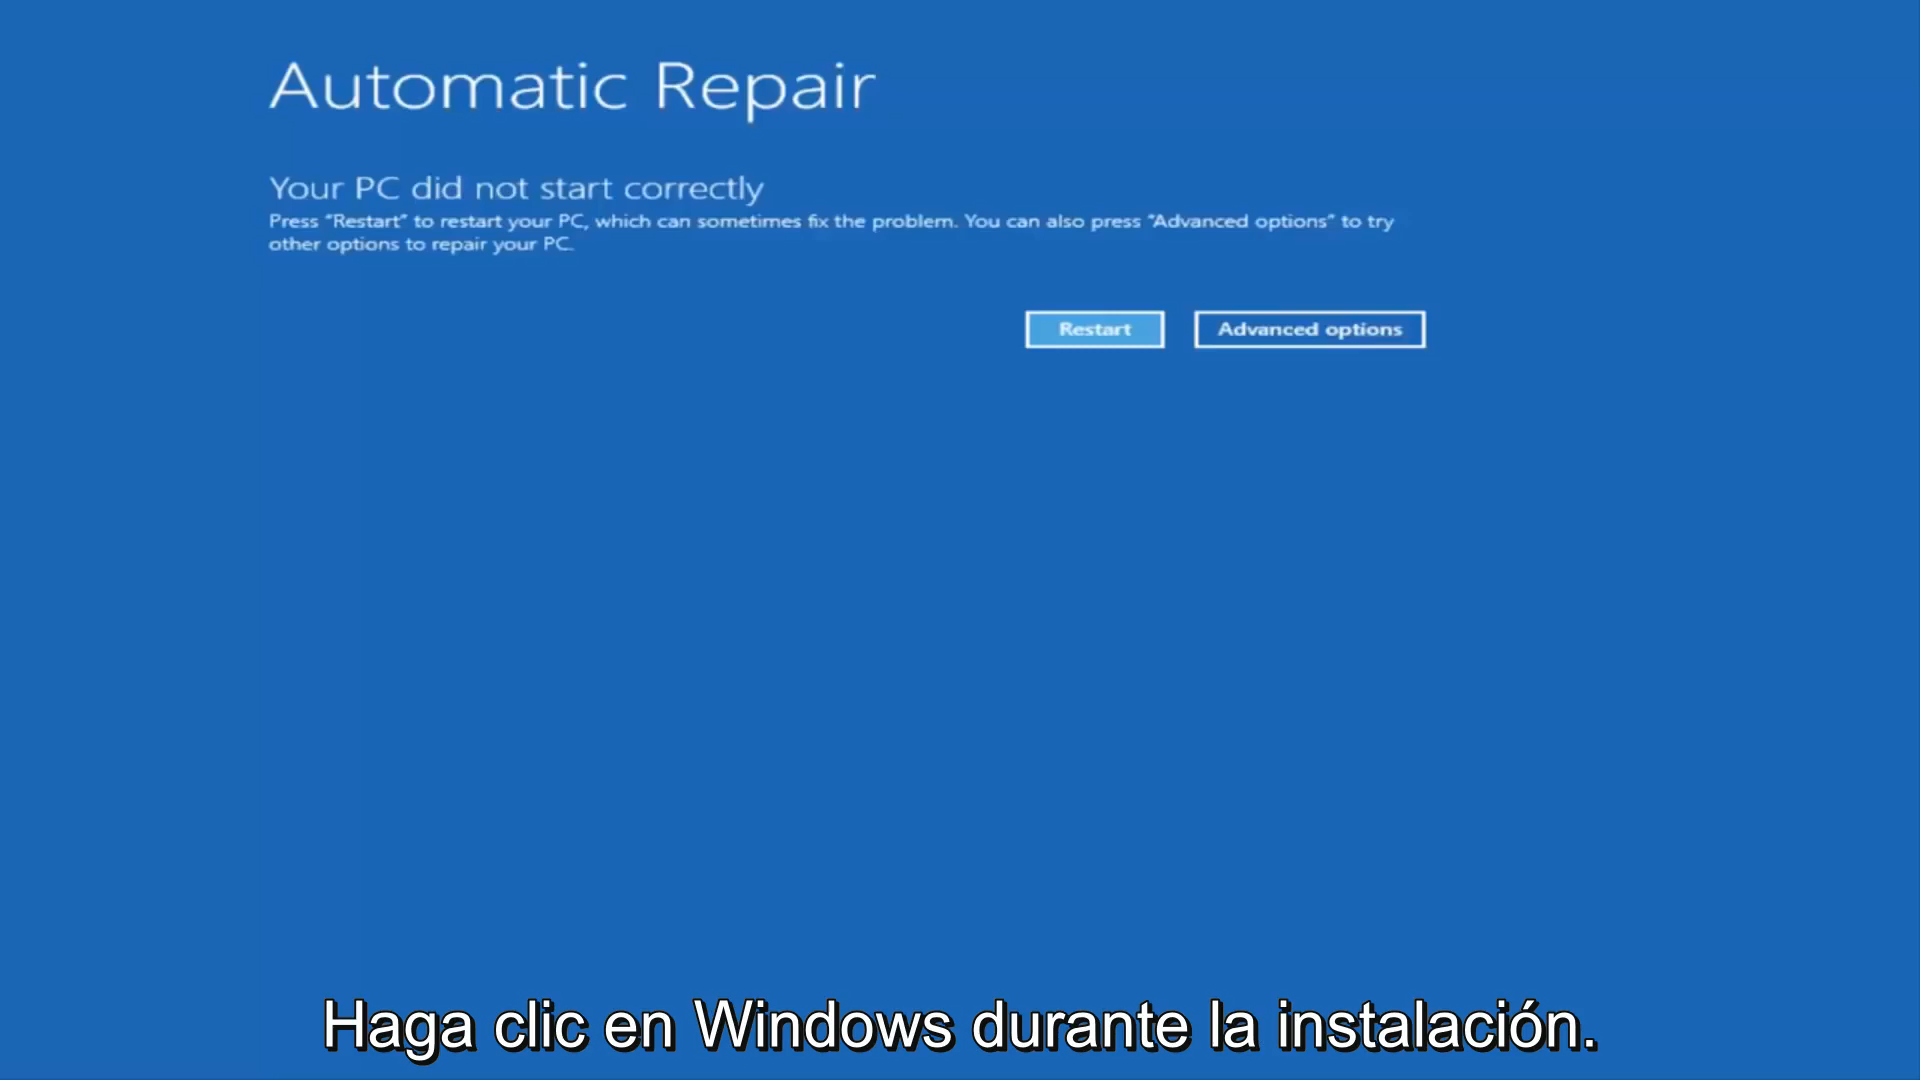 Automatic Repair
Your PC did not start correctly
Press "Restart" to restart your PC, which can sometimes fix the problem. You can also press "Advanced options" to try
other options to repair your PC.
Restart
Advanced options
Haga clic en Windows durante la instalación.